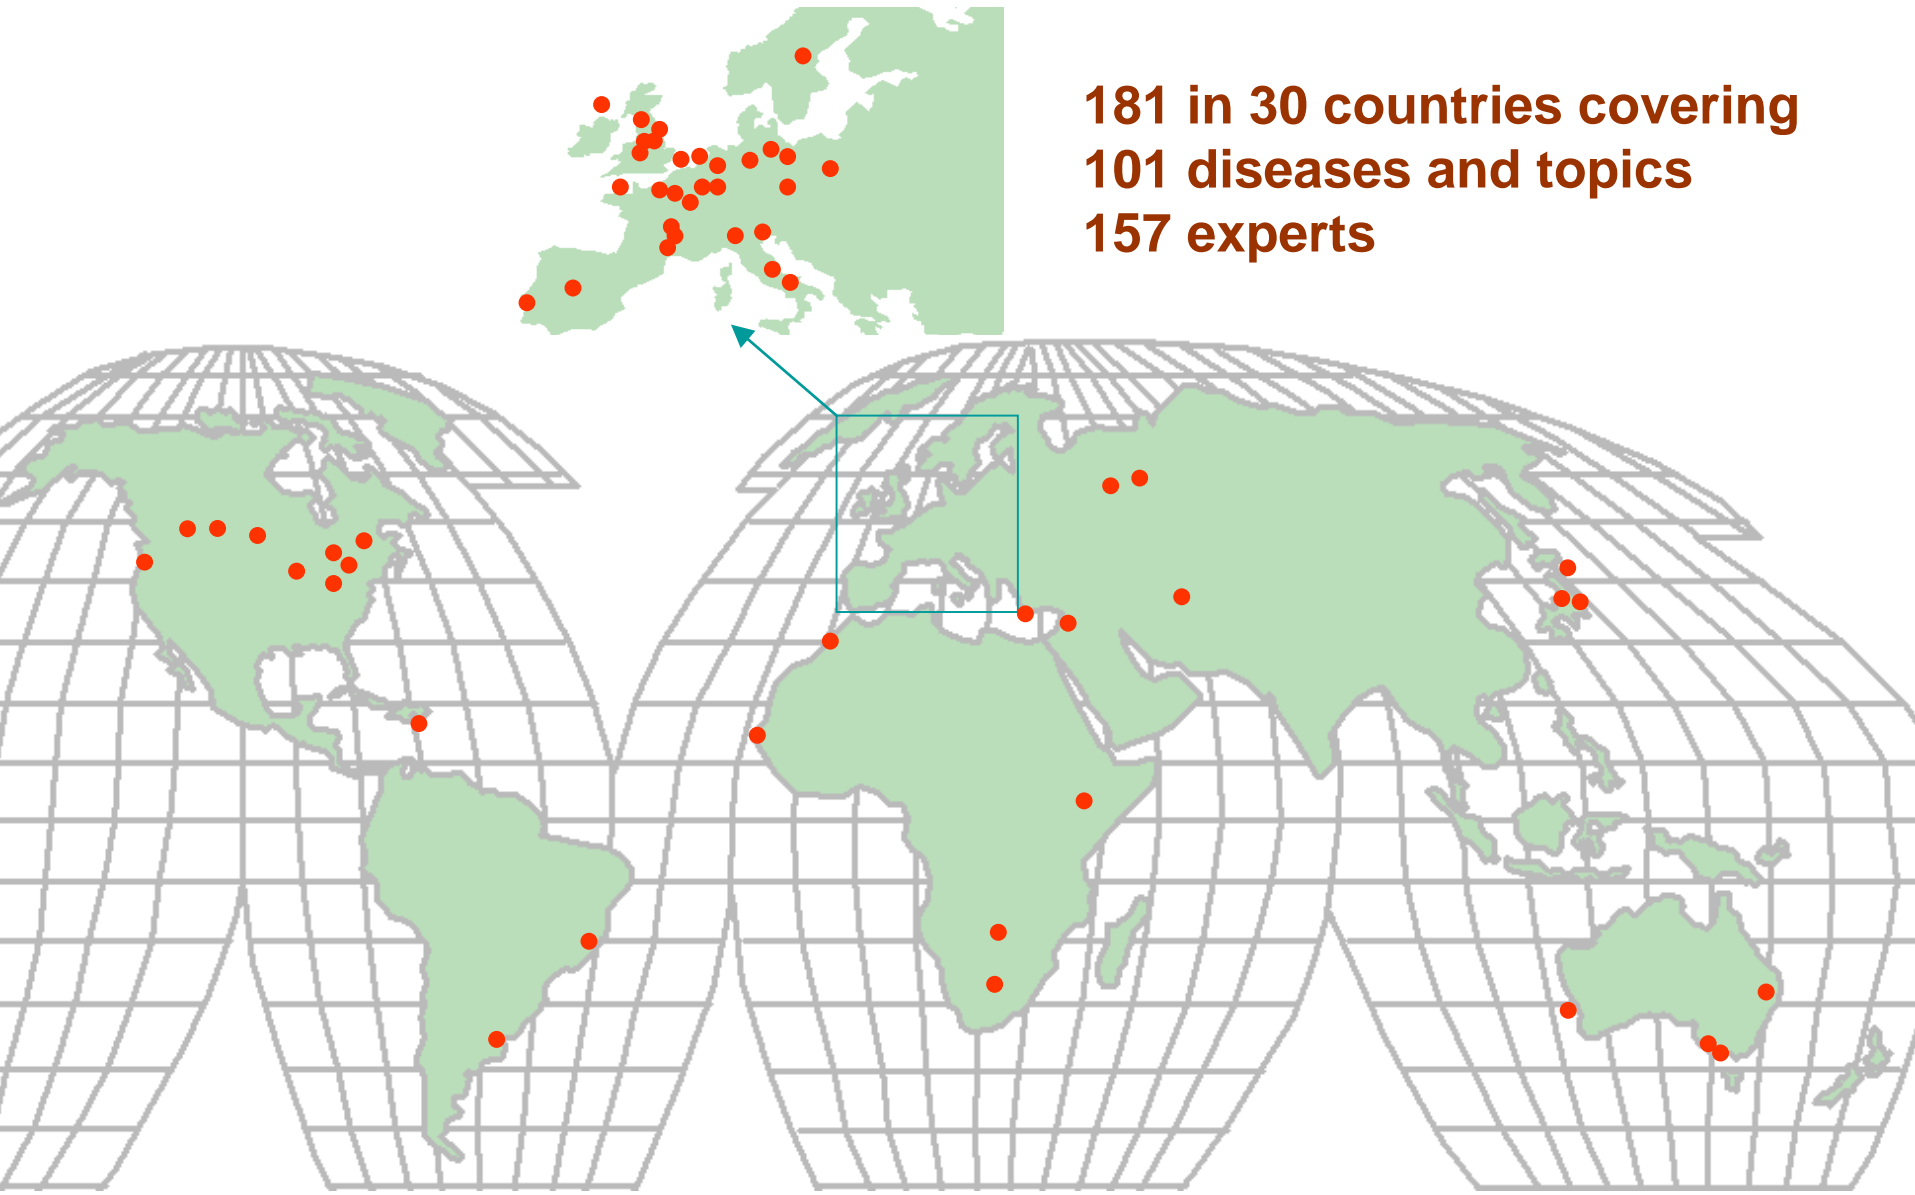 181 in 30 countries covering
101 diseases and topics
157 experts